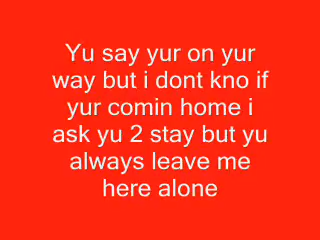 Yu say yur on yur
way but i dont kno if
yur comin home i
ask yu 2 stay but yu
always leave me
here alone